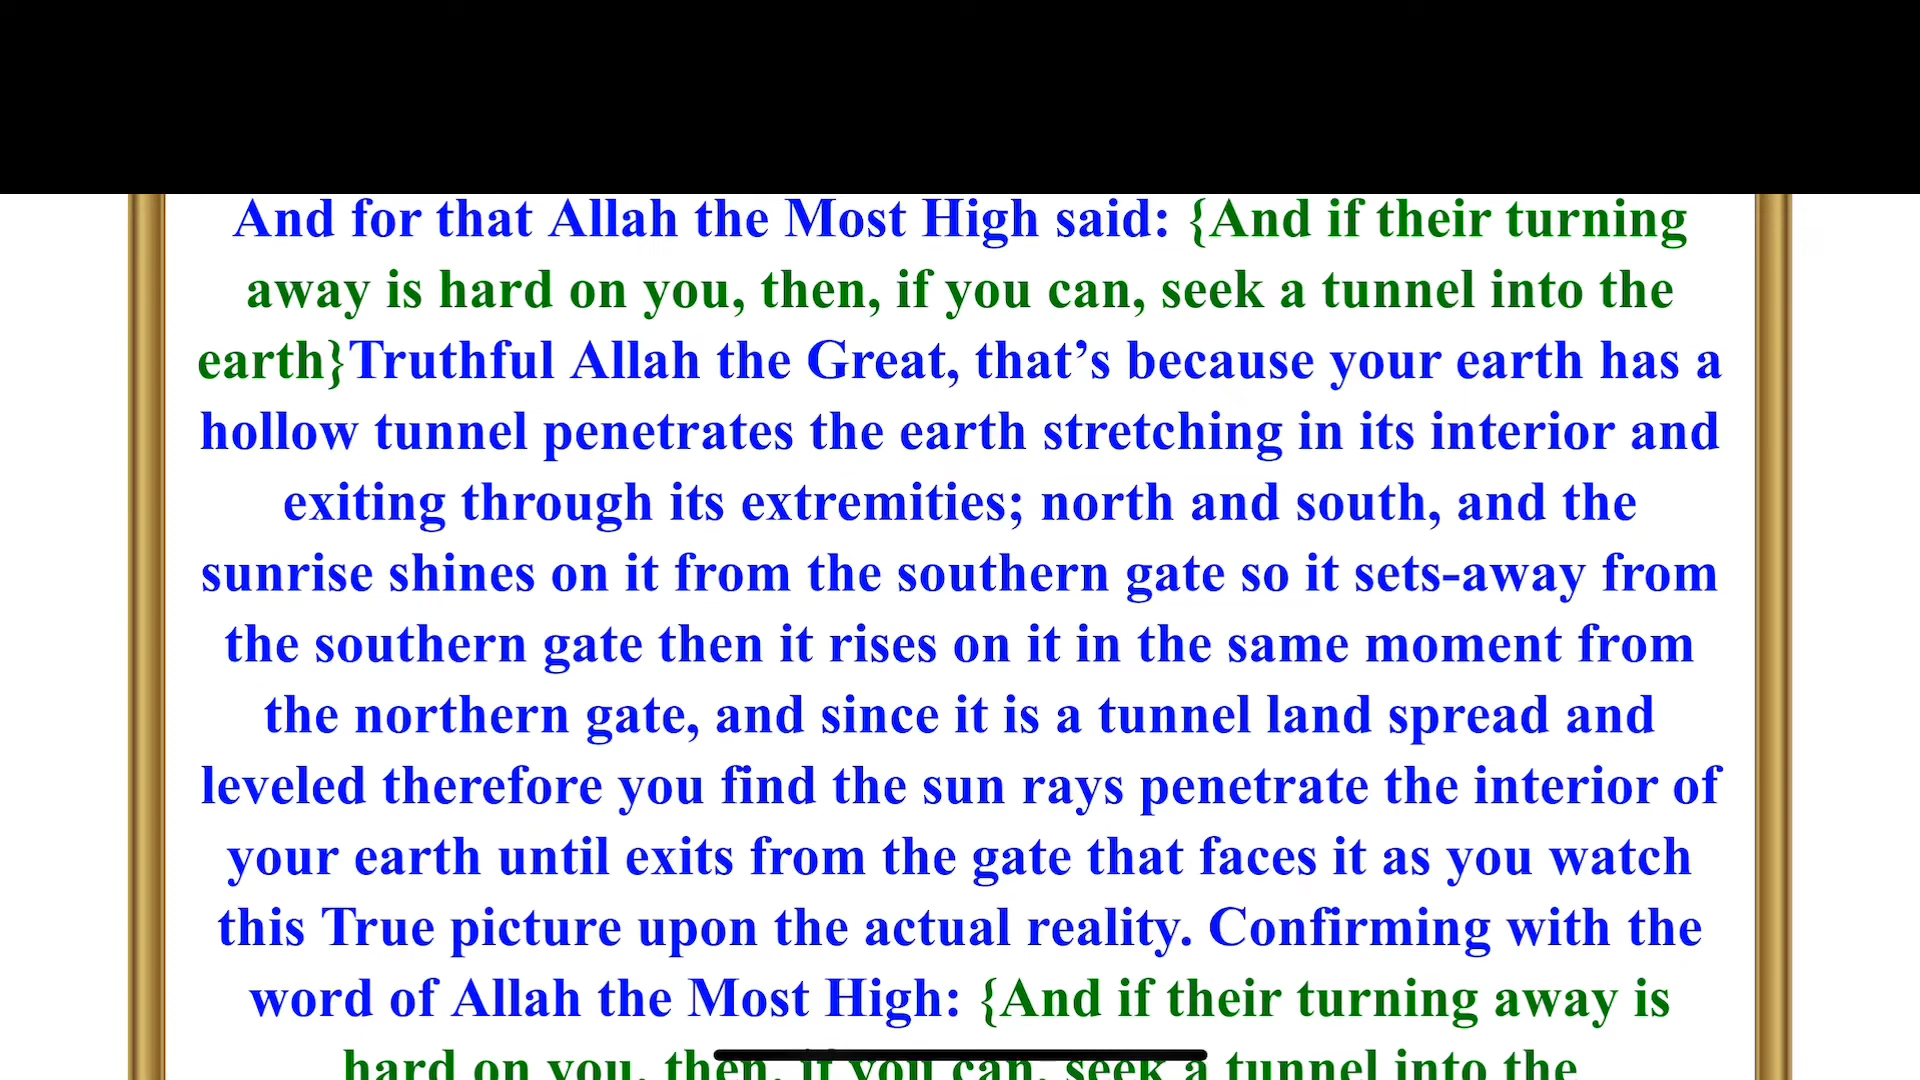 And for that Allah the Most High said: {And if their turning
away is hard on you, then, if you can, seek a tunnel into the
earth}Truthful Allah the Great, that’s because your earth has a
hollow tunnel penetrates the earth stretching in its interior and
exiting through its extremities; north and south, and the
sunrise shines on it from the southern gate so it sets-away from
the southern gate then it rises on it in the same moment from
the northern gate, and since it is a tunnel land spread and
leveled therefore you find the sun rays penetrate the interior of
your earth until exits from the gate that faces it as you watch
this True picture upon the actual reality. Confirming with the
word of Allah the Most High: {And if their turning away is
hard on you, then, if you can, seek a tunnel into the